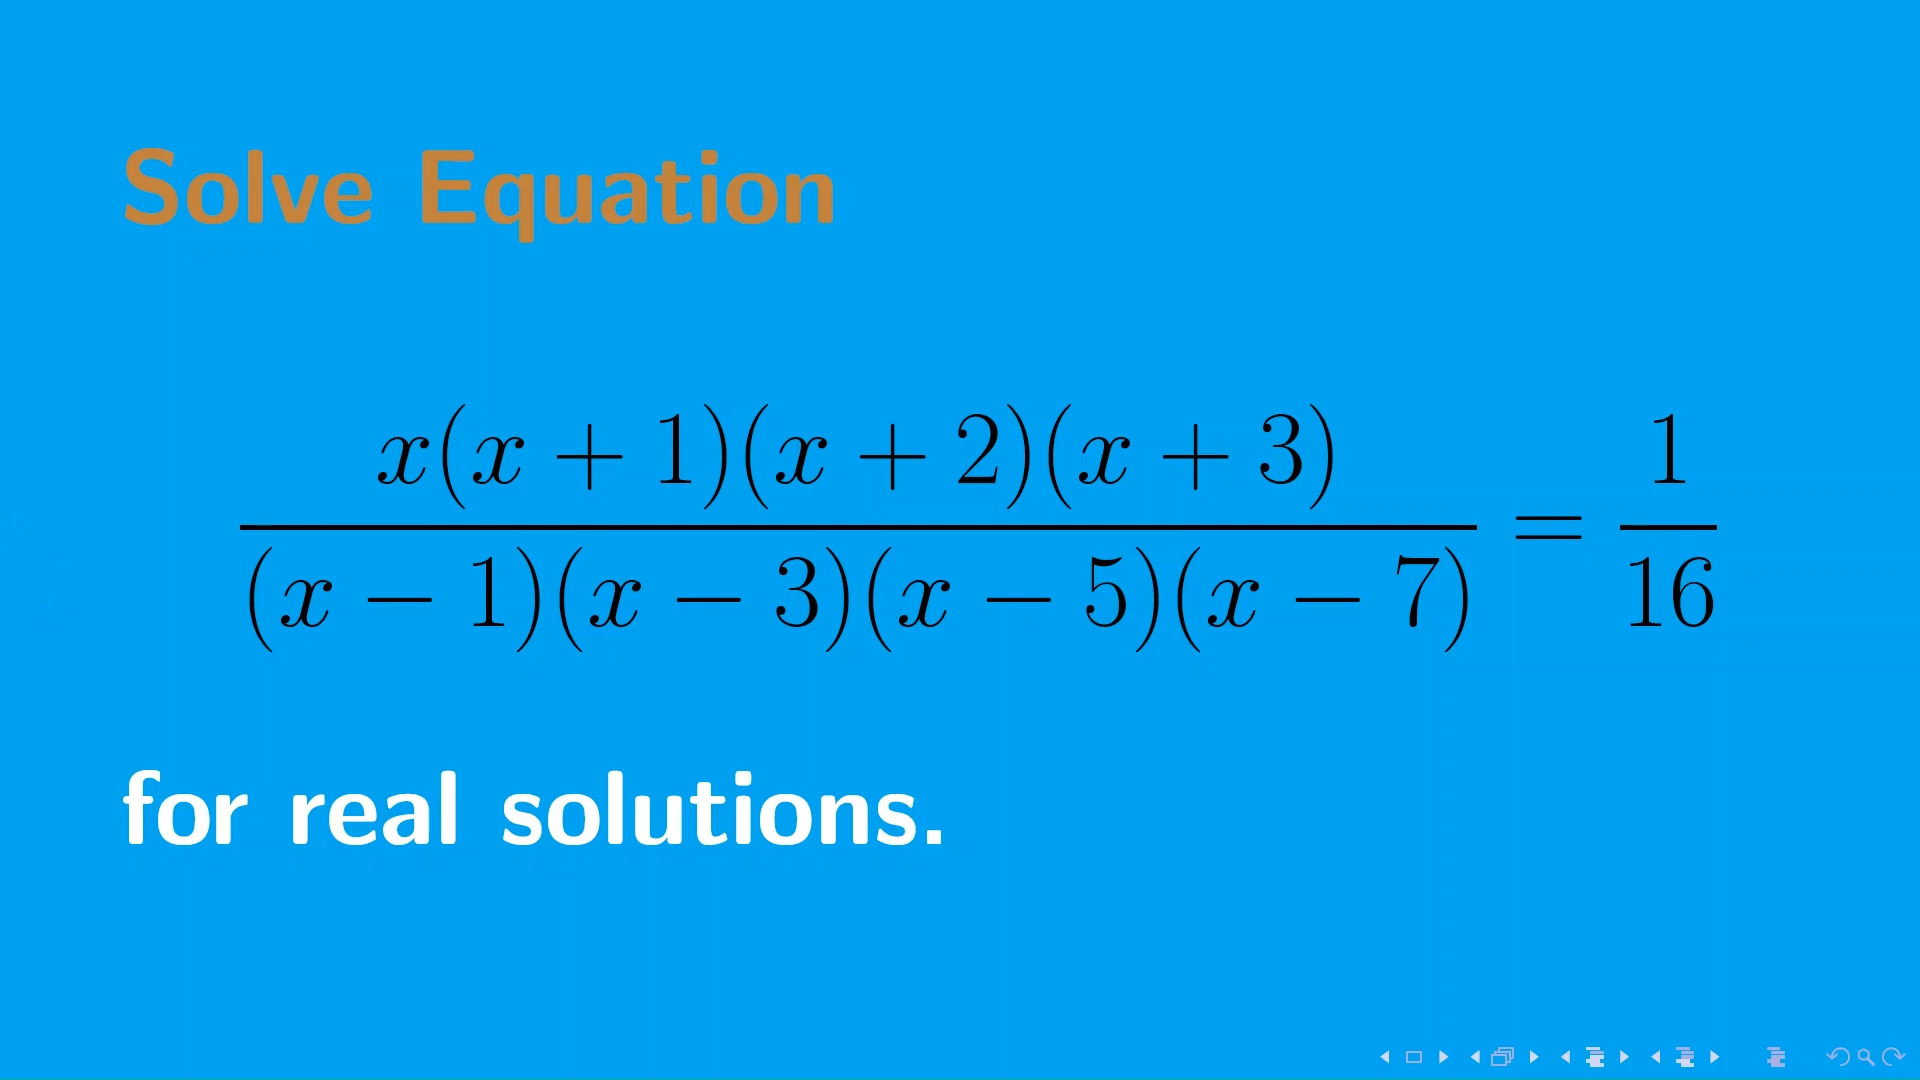 Solve Equation
x(x + 1)(x + 2)(x + 3) / (x − 1)(x − 3)(x − 5)(x − 7) = 1 / 16
for real solutions.